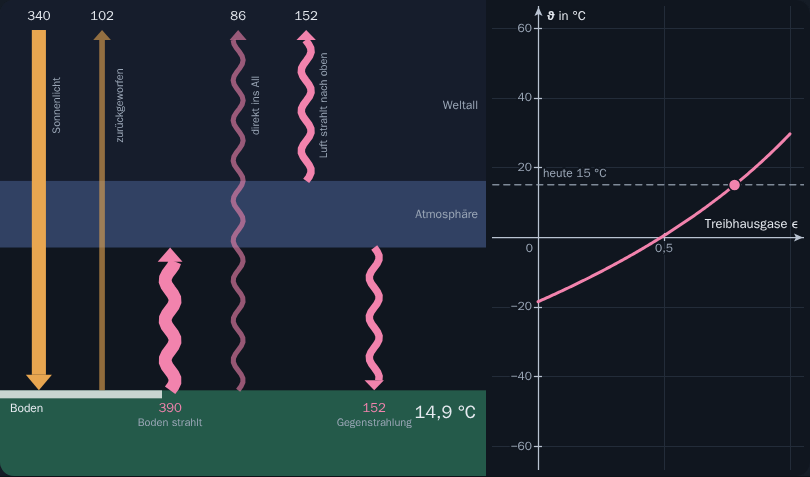 340
102
86
152
Sonnenlicht
zurückgeworfen
direkt ins All
Luft strahlt nach oben
Weltall
Atmosphäre
Boden
390
Boden strahlt
152
Gegenstrahlung
14,9 °C
ϑ in °C
60
40
20
heute 15 °C
Treibhausgase ϵ
0
0,5
−20
−40
−60